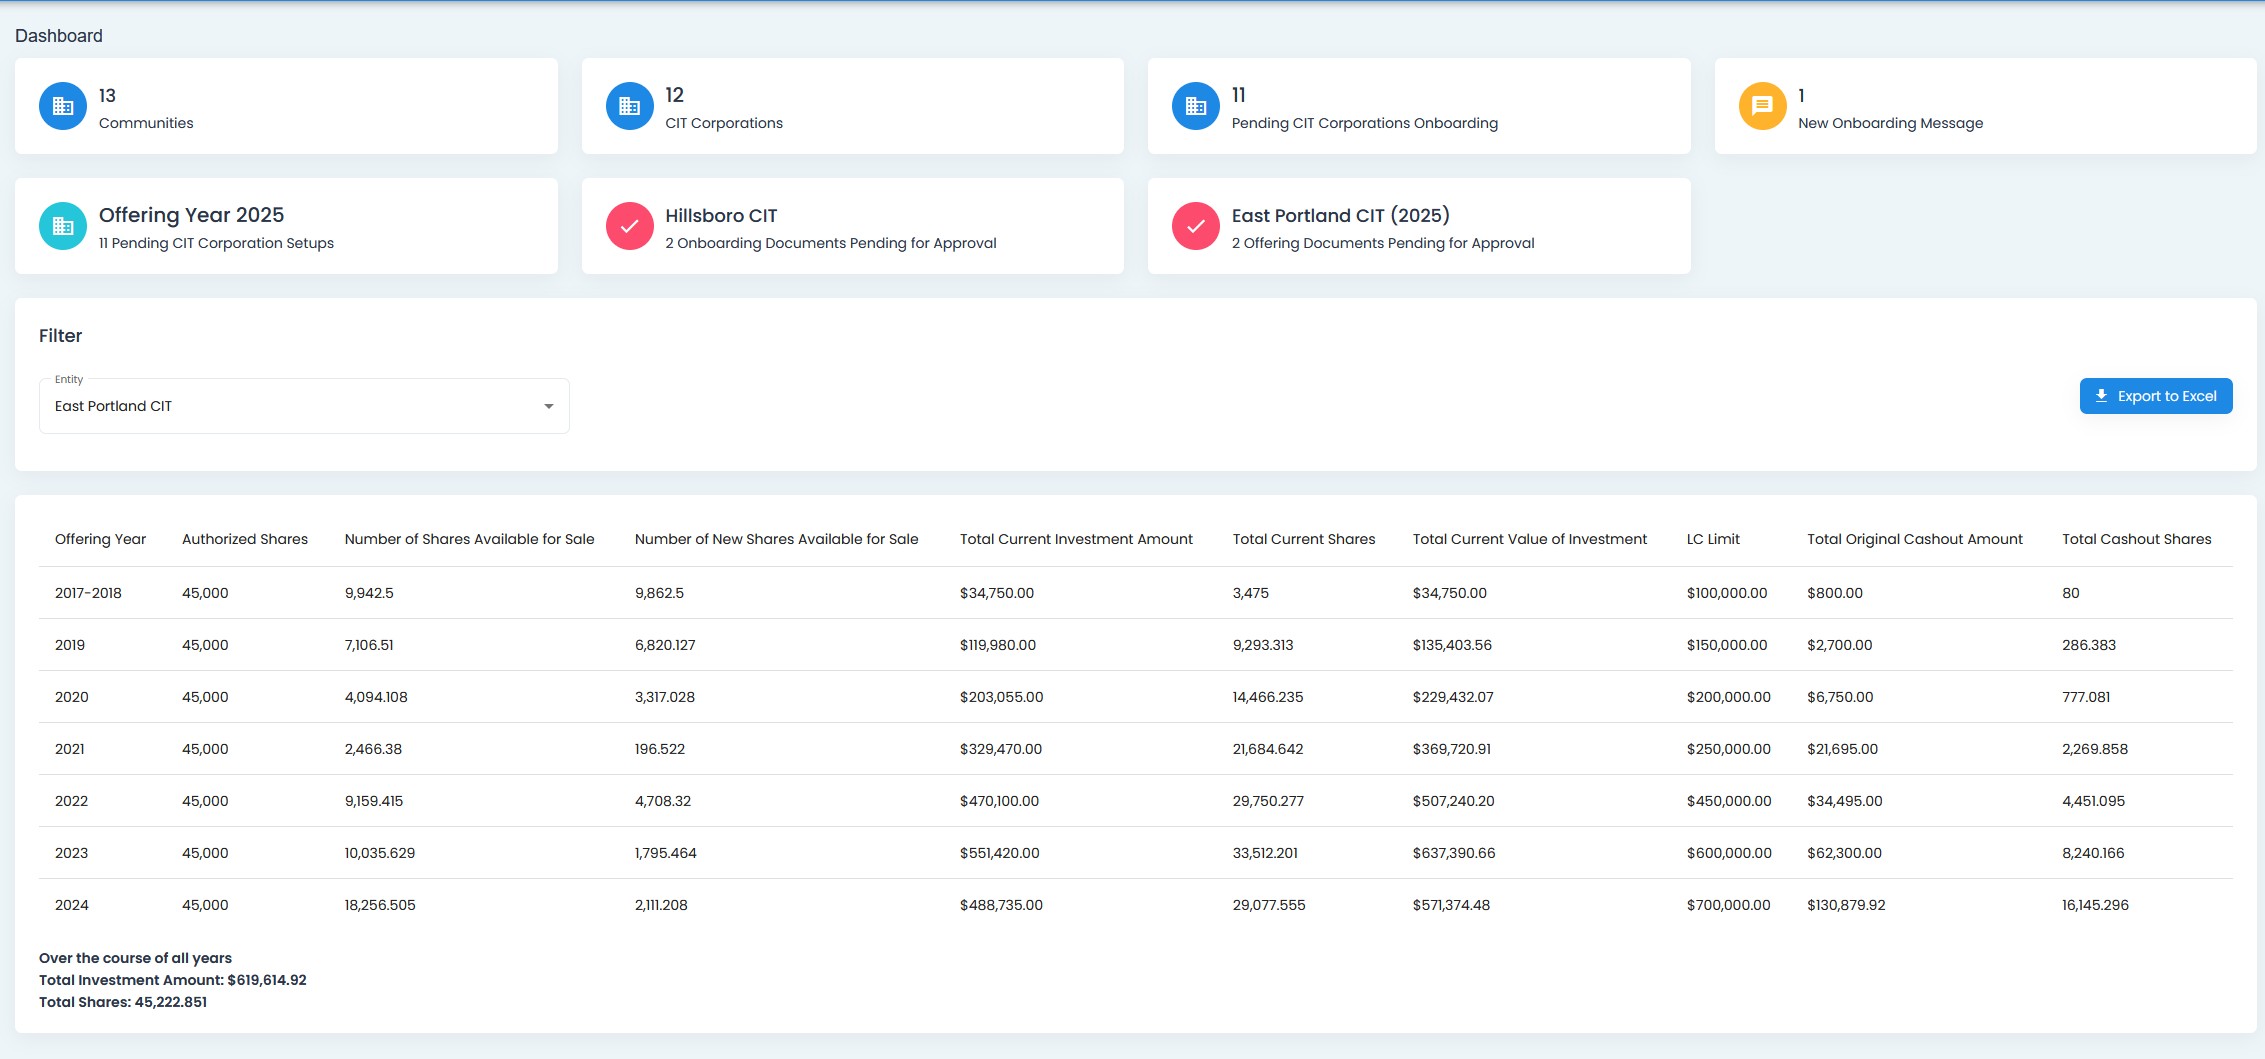 Dashboard
13
Communities
12
CIT Corporations
11
Pending CIT Corporations Onboarding
1
New Onboarding Message
Offering Year 2025
11 Pending CIT Corporation Setups
Hillsboro CIT
2 Onboarding Documents Pending for Approval
East Portland CIT (2025)
2 Offering Documents Pending for Approval
Filter
Entity
East Portland CIT
Export to Excel
Offering Year Authorized Shares Number of Shares Available for Sale Number of New Shares Available for Sale Total Current Investment Amount Total Current Shares Total Current Value of Investment LC Limit Total Original Cashout Amount Total Cashout Shares
2017-2018 45,000 9,942.5 9,862.5 $34,750.00 3,475 $34,750.00 $100,000.00 $800.00 80
2019 45,000 7,106.51 6,820.127 $119,980.00 9,293.313 $135,403.56 $150,000.00 $2,700.00 286.383
2020 45,000 4,094.108 3,317.028 $203,055.00 14,466.235 $229,432.07 $200,000.00 $6,750.00 777.081
2021 45,000 2,466.38 196.522 $329,470.00 21,684.642 $369,720.91 $250,000.00 $21,695.00 2,269.858
2022 45,000 9,159.415 4,708.32 $470,100.00 29,750.277 $507,240.20 $450,000.00 $34,495.00 4,451.095
2023 45,000 10,035.629 1,795.464 $551,420.00 33,512.201 $637,390.66 $600,000.00 $62,300.00 8,240.166
2024 45,000 18,256.505 2,111.208 $488,735.00 29,077.555 $571,374.48 $700,000.00 $130,879.92 16,145.296
Over the course of all years
Total Investment Amount: $619,614.92
Total Shares: 45,222.851